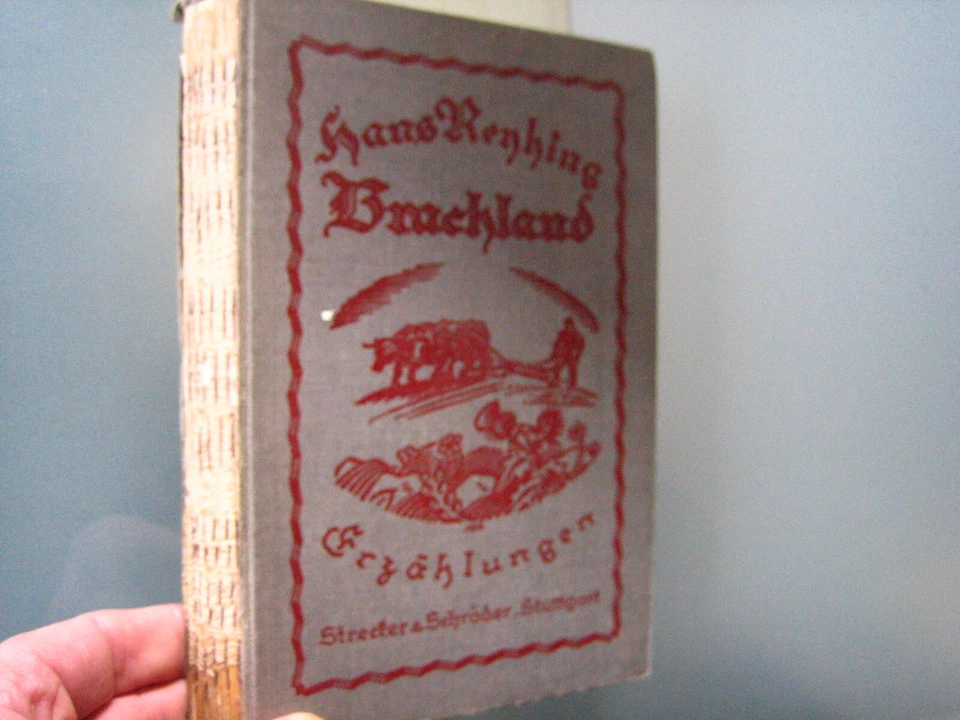 Hans Reyhing
Brachland
Erzählungen
Strecker & Schröder, Stuttgart